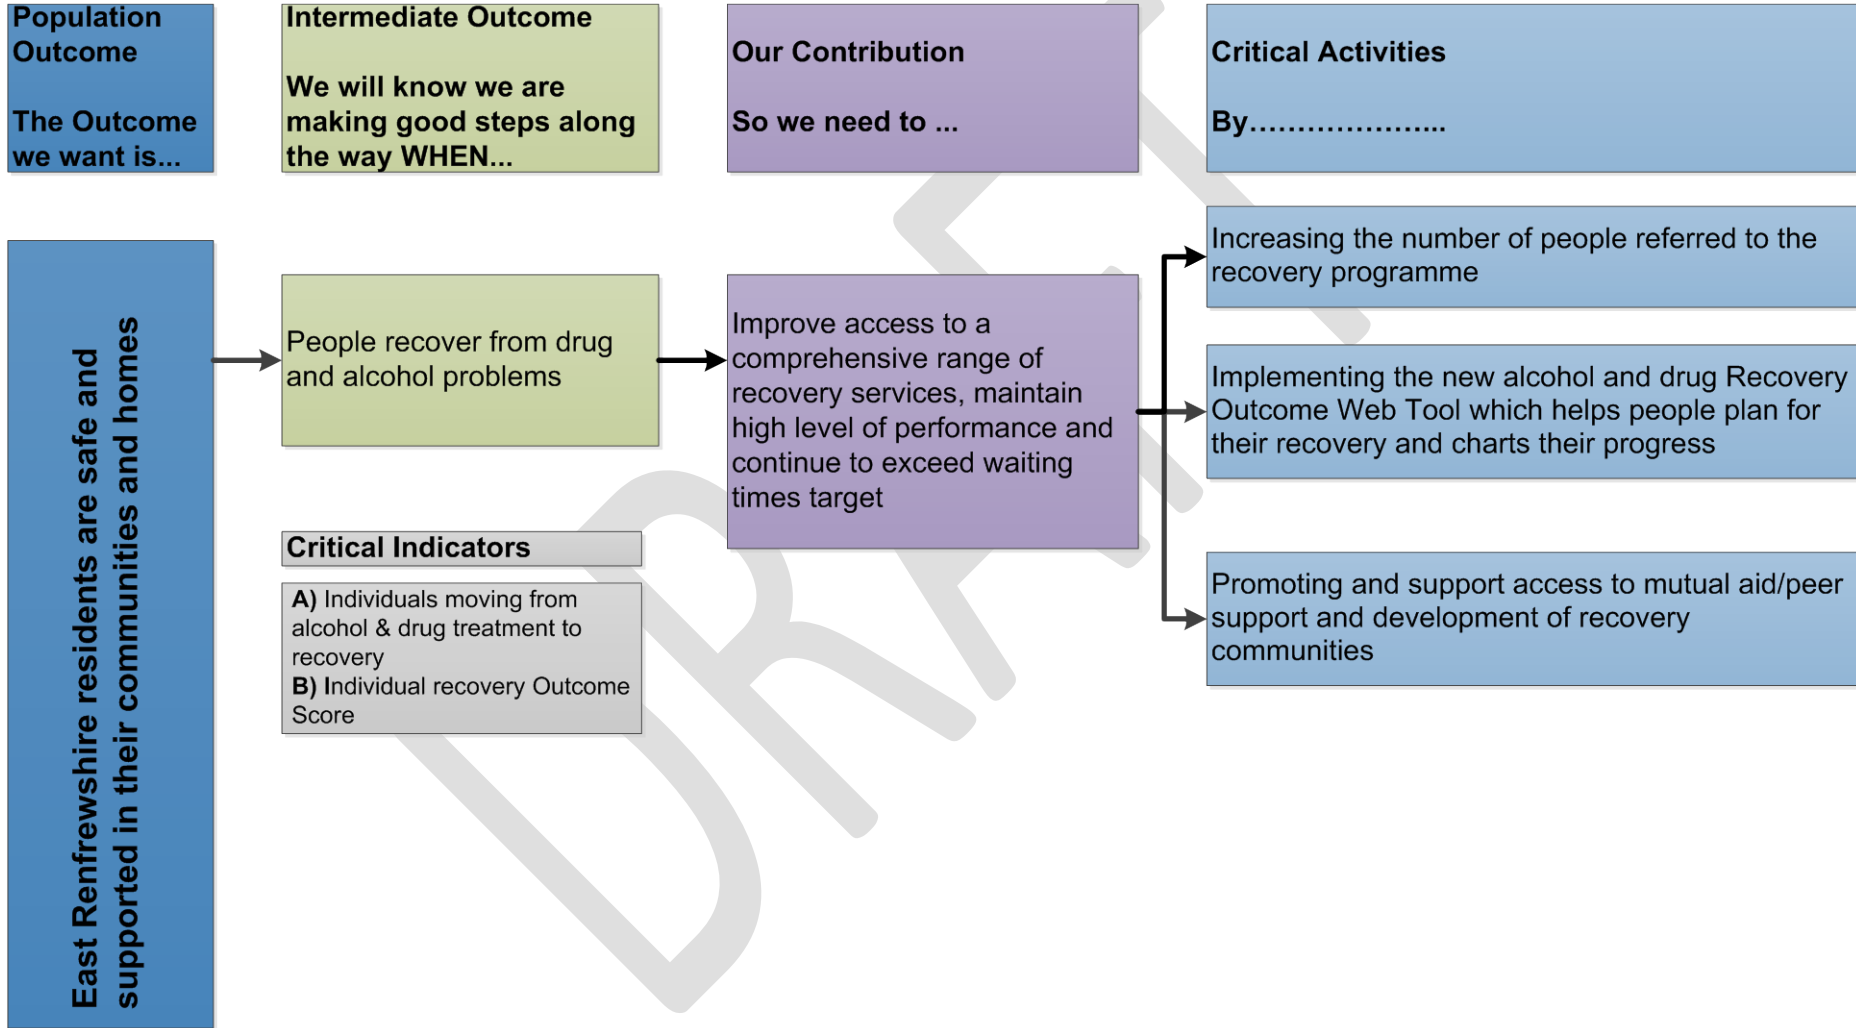 Population
Outcome
The Outcome
we want is...
Intermediate Outcome
We will know we are
making good steps along
the way WHEN...
Our Contribution
So we need to ...
Critical Activities
By.......................
East Renfrewshire residents are safe and
supported in their communities and homes
People recover from drug
and alcohol problems
Critical Indicators
A) Individuals moving from
alcohol & drug treatment to
recovery
B) Individual recovery Outcome
Score
Improve access to a
comprehensive range of
recovery services, maintain
high level of performance and
continue to exceed waiting
times target
Increasing the number of people referred to the
recovery programme
Implementing the new alcohol and drug Recovery
Outcome Web Tool which helps people plan for
their recovery and charts their progress
Promoting and support access to mutual aid/peer
support and development of recovery
communities
DRAFT